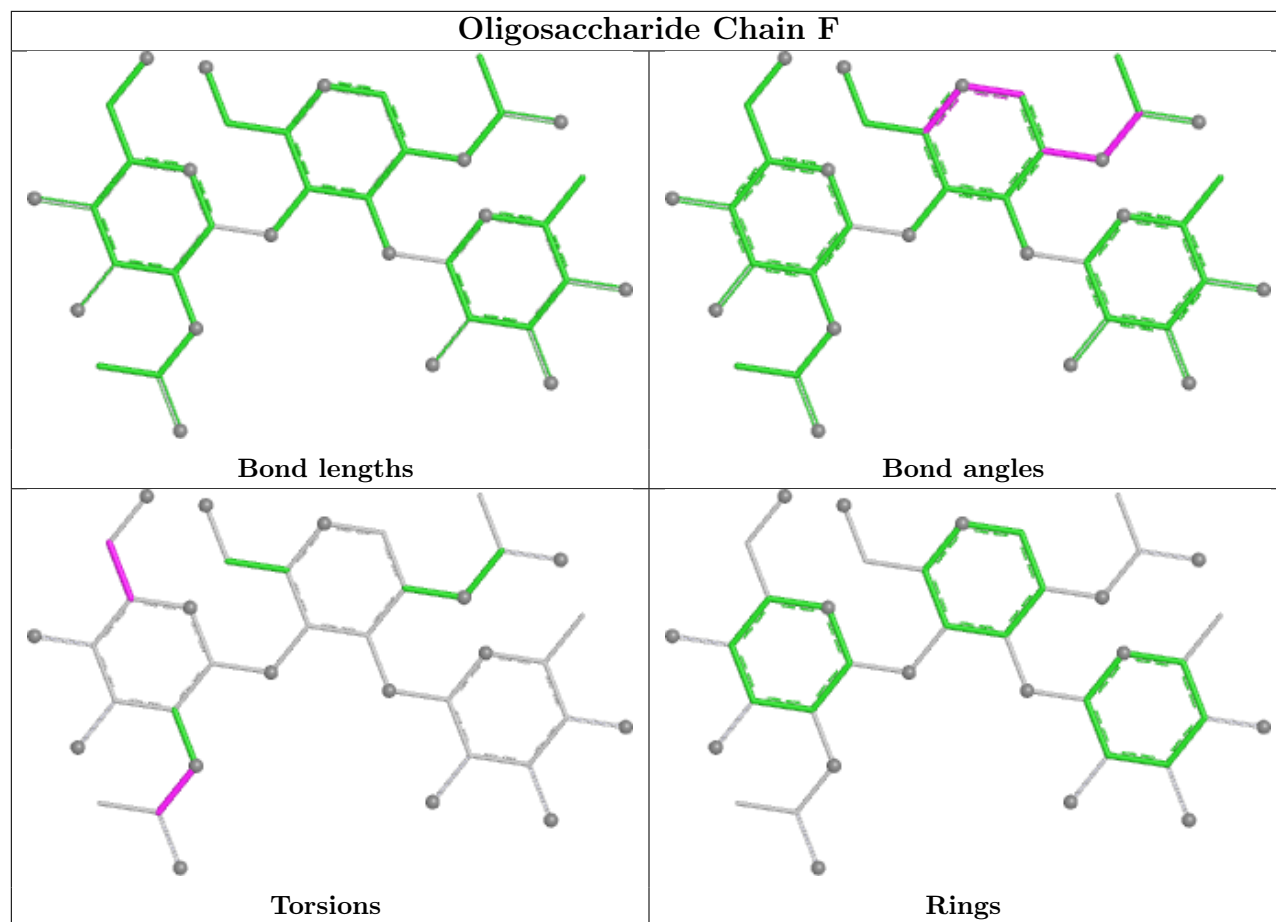 Oligosaccharide Chain F
Bond lengths
Bond angles
Torsions
Rings